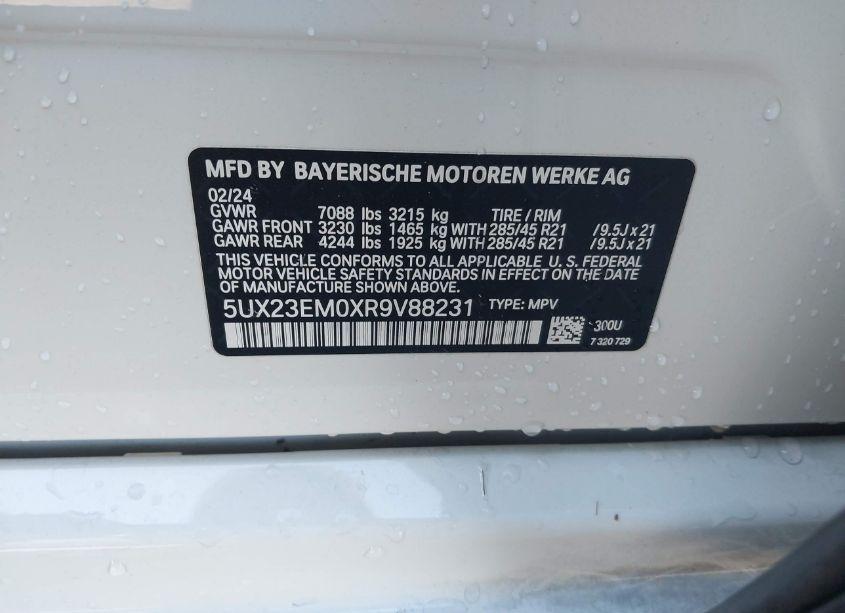 MFD BY BAYERISCHE MOTOREN WERKE AG
02/24
GVWR 7088 lbs 3215 kg TIRE / RIM
GAWR FRONT 3230 lbs 1465 kg WITH 285/45 R21 /9.5J x 21
GAWR REAR 4244 lbs 1925 kg WITH 285/45 R21 /9.5J x 21
THIS VEHICLE CONFORMS TO ALL APPLICABLE U. S. FEDERAL
MOTOR VEHICLE SAFETY STANDARDS IN EFFECT ON THE DATE
OF MANUFACTURE SHOWN ABOVE.
5UX23EM0XR9V88231 TYPE: MPV
300U
7 320 729